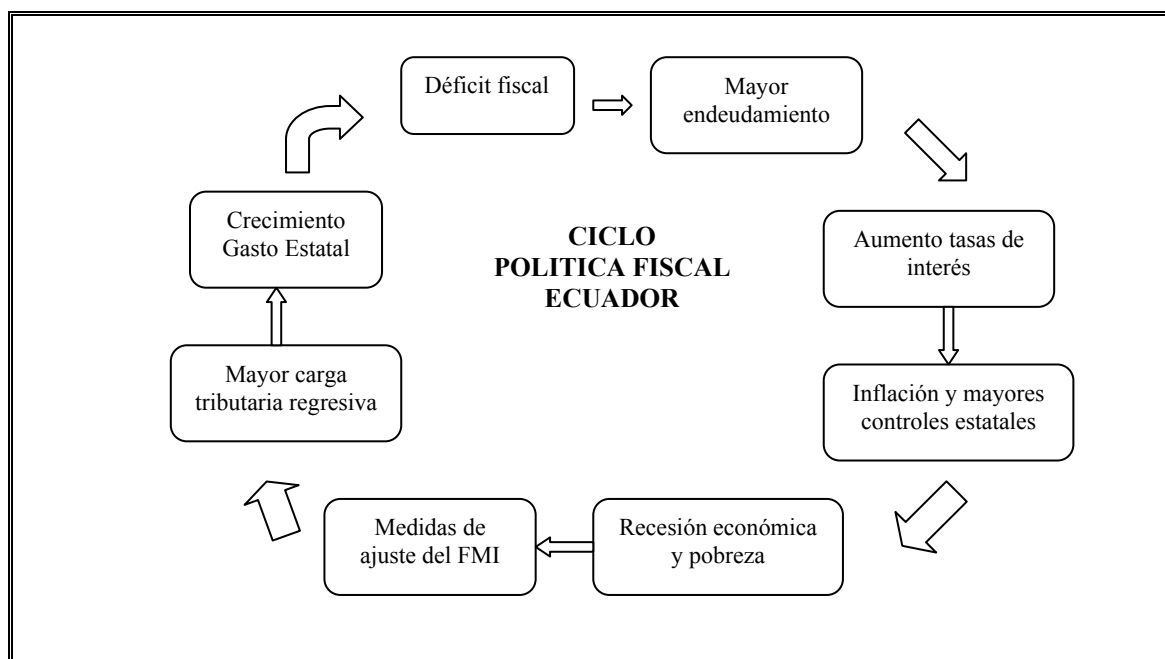 Déficit fiscal
Mayor
endeudamiento
Aumento tasas de
interés
Inflación y mayores
controles estatales
Recesión económica
y pobreza
Medidas de
ajuste del FMI
Mayor carga
tributaria regresiva
Crecimiento
Gasto Estatal
CICLO
POLITICA FISCAL
ECUADOR